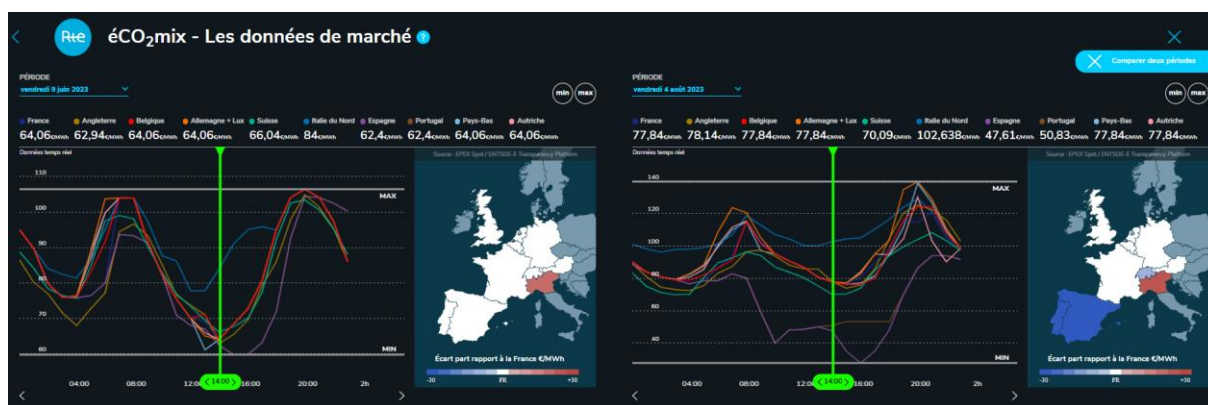 Rte éCO₂mix - Les données de marché ?
Comparer deux périodes
PÉRIODE
vendredi 9 juin 2023
min max
France Angleterre Belgique Allemagne + Lux Suisse Italie du Nord Espagne Portugal Pays-Bas Autriche
64,06€/MWh 62,94€/MWh 64,06€/MWh 64,06€/MWh 66,04€/MWh 84€/MWh 62,4€/MWh 62,4€/MWh 64,06€/MWh 64,06€/MWh
Données temps réel
Source : EPEX Spot / ENTSOE-E Transparency Platform
110
MAX
100
90
80
70
60
MIN
Écart part rapport à la France €/MWh
-30 FR +30
04:00 08:00 12:00 < 14:00 > 16:00 20:00 2h
PÉRIODE
vendredi 4 août 2023
min max
France Angleterre Belgique Allemagne + Lux Suisse Italie du Nord Espagne Portugal Pays-Bas Autriche
77,84€/MWh 78,14€/MWh 77,84€/MWh 77,84€/MWh 70,09€/MWh 102,638€/MWh 47,61€/MWh 50,83€/MWh 77,84€/MWh 77,84€/MWh
Données temps réel
Source : EPEX Spot / ENTSOE-E Transparency Platform
140
MAX
120
100
80
60
40
MIN
Écart part rapport à la France €/MWh
-30 FR +30
04:00 08:00 12:00 < 14:00 > 16:00 20:00 2h